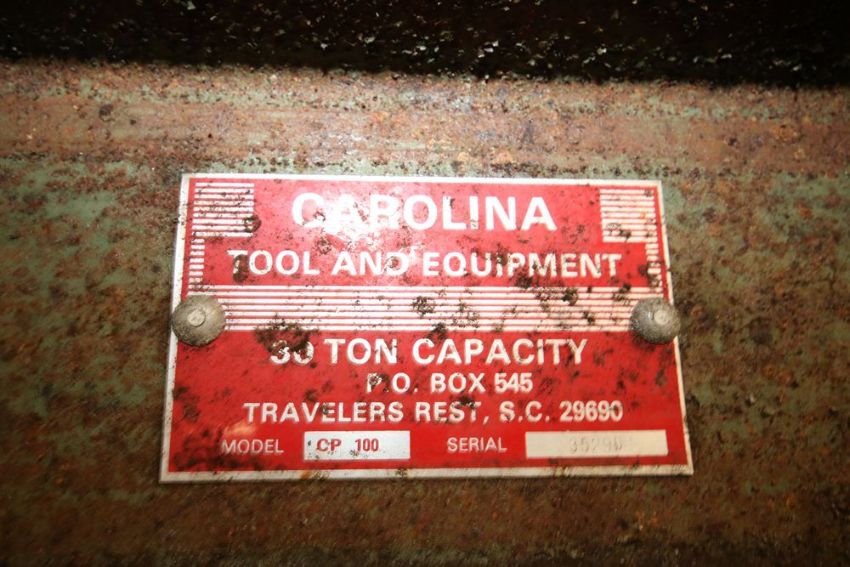 CAROLINA
TOOL AND EQUIPMENT
30 TON CAPACITY
P.O. BOX 545
TRAVELERS REST, S.C. 29690
MODEL CP 100 SERIAL